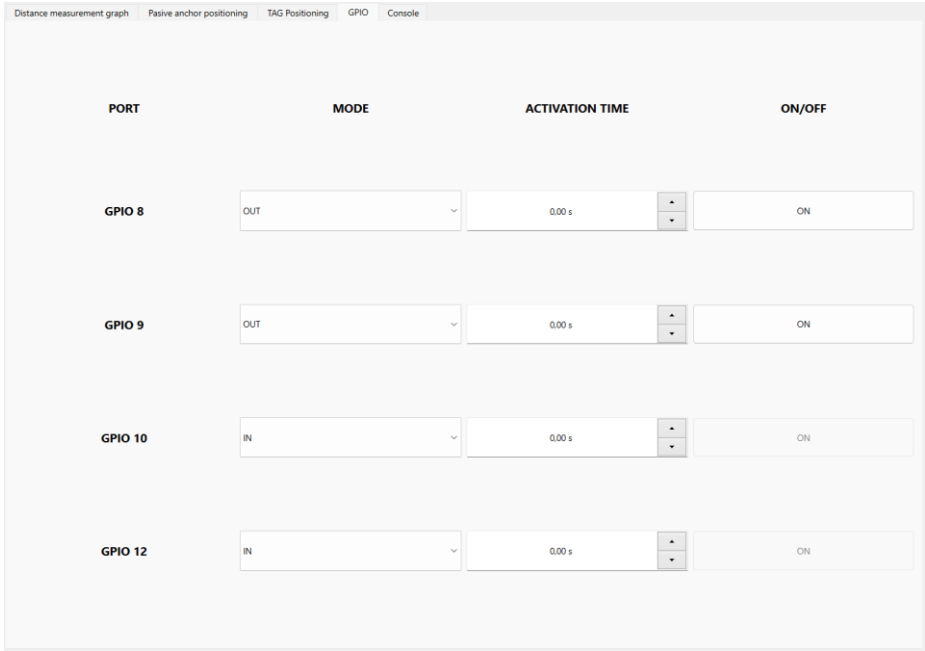 Distance measurement graph Pasive anchor positioning TAG Positioning GPIO Console
PORT MODE ACTIVATION TIME ON/OFF
GPIO 8 OUT 0,00 s ON
GPIO 9 OUT 0,00 s ON
GPIO 10 IN 0,00 s ON
GPIO 12 IN 0,00 s ON